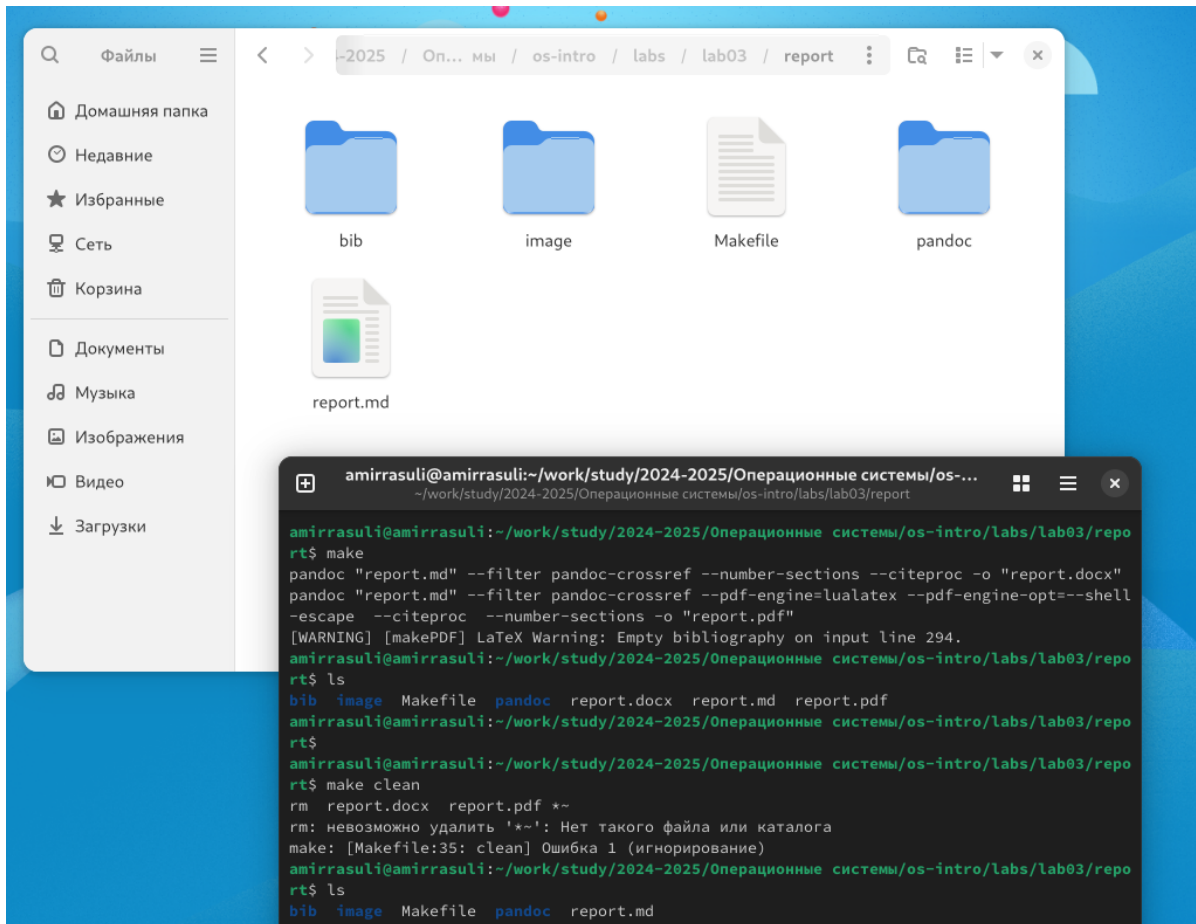 Файлы
-2025 / Оп... мы / os-intro / labs / lab03 / report
Домашняя папка
Недавние
Избранные
Сеть
Корзина
Документы
Музыка
Изображения
Видео
Загрузки
bib
image
Makefile
pandoc
report.md
amirrasuli@amirrasuli:~/work/study/2024-2025/Операционные системы/os-...
~/work/study/2024-2025/Операционные системы/os-intro/labs/lab03/report
amirrasuli@amirrasuli:~/work/study/2024-2025/Операционные системы/os-intro/labs/lab03/repo
rt$ make
pandoc "report.md" --filter pandoc-crossref --number-sections --citeproc -o "report.docx"
pandoc "report.md" --filter pandoc-crossref --pdf-engine=lualatex --pdf-engine-opt=--shell
-escape  --citeproc  --number-sections -o "report.pdf"
[WARNING] [makePDF] LaTeX Warning: Empty bibliography on input line 294.
amirrasuli@amirrasuli:~/work/study/2024-2025/Операционные системы/os-intro/labs/lab03/repo
rt$ ls
bib  image  Makefile  pandoc  report.docx  report.md  report.pdf
amirrasuli@amirrasuli:~/work/study/2024-2025/Операционные системы/os-intro/labs/lab03/repo
rt$
amirrasuli@amirrasuli:~/work/study/2024-2025/Операционные системы/os-intro/labs/lab03/repo
rt$ make clean
rm  report.docx  report.pdf *~
rm: невозможно удалить '*~': Нет такого файла или каталога
make: [Makefile:35: clean] Ошибка 1 (игнорирование)
amirrasuli@amirrasuli:~/work/study/2024-2025/Операционные системы/os-intro/labs/lab03/repo
rt$ ls
bib  image  Makefile  pandoc  report.md